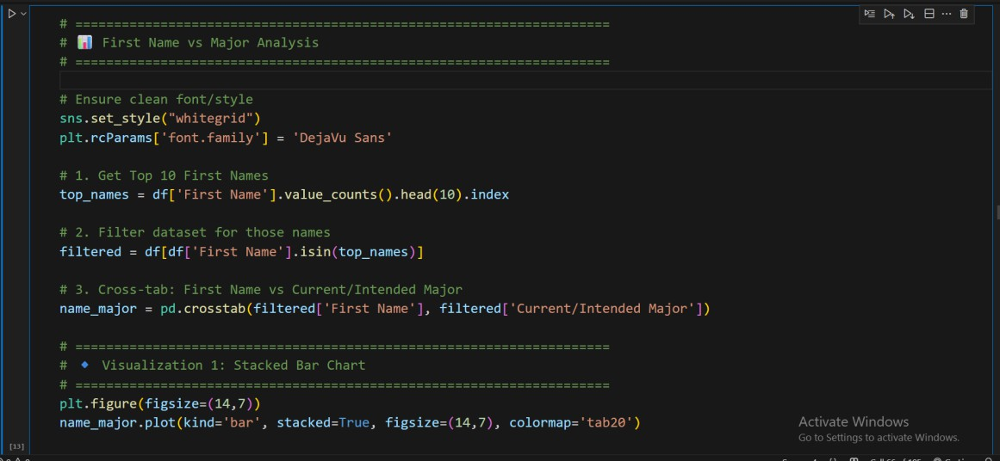 # =====================================================================
# 📊 First Name vs Major Analysis
# =====================================================================
# Ensure clean font/style
sns.set_style("whitegrid")
plt.rcParams['font.family'] = 'DejaVu Sans'
# 1. Get Top 10 First Names
top_names = df['First Name'].value_counts().head(10).index
# 2. Filter dataset for those names
filtered = df[df['First Name'].isin(top_names)]
# 3. Cross-tab: First Name vs Current/Intended Major
name_major = pd.crosstab(filtered['First Name'], filtered['Current/Intended Major'])
# =====================================================================
# 🔹 Visualization 1: Stacked Bar Chart
# =====================================================================
plt.figure(figsize=(14,7))
name_major.plot(kind='bar', stacked=True, figsize=(14,7), colormap='tab20')
Activate Windows
Go to Settings to activate Windows.
[13]